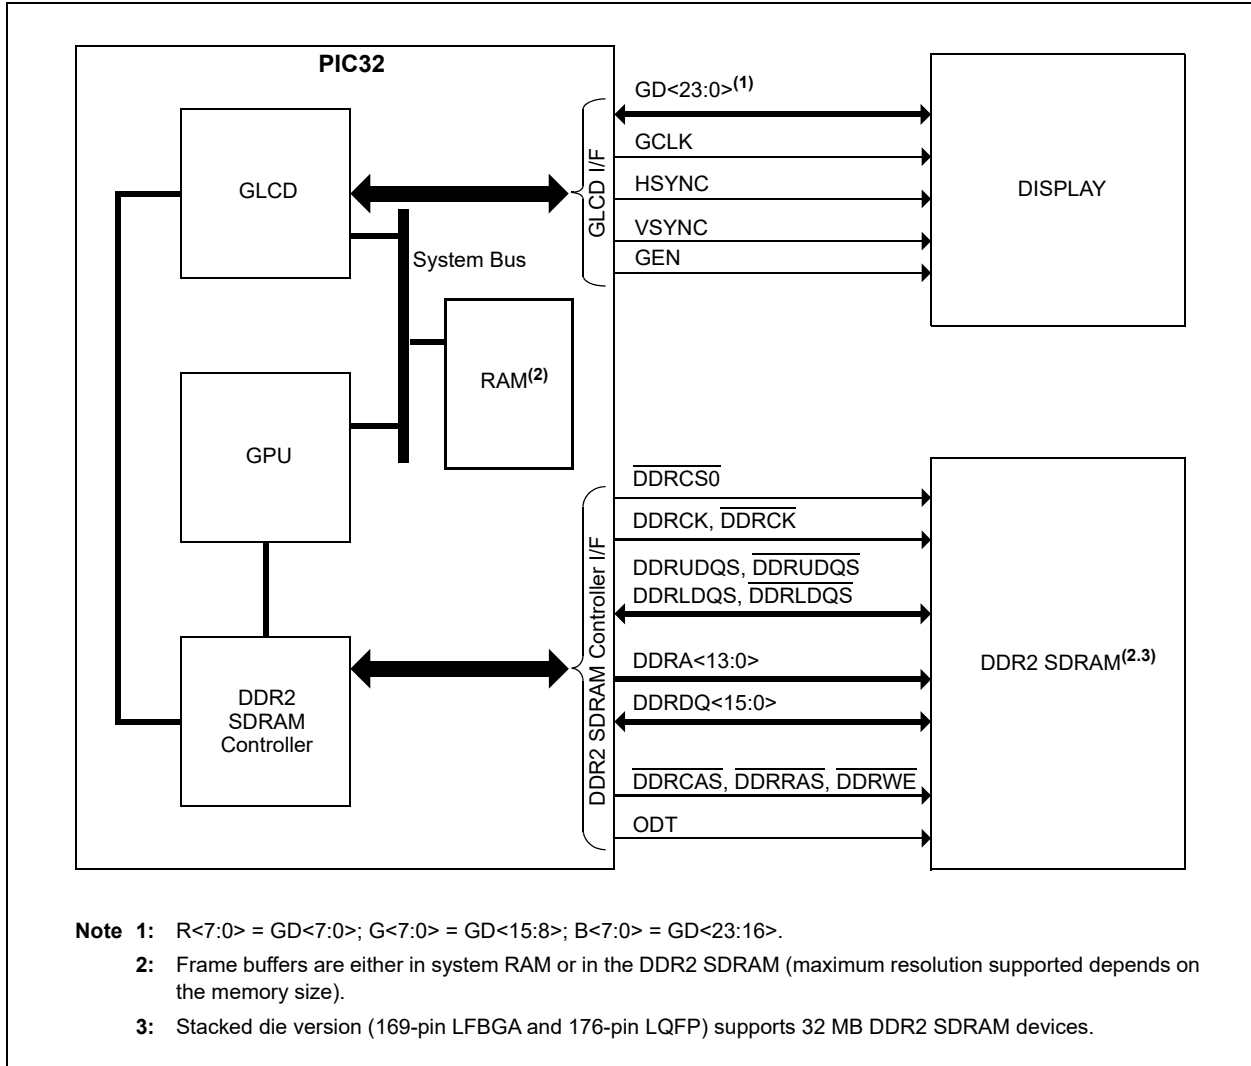 PIC32
GD<23:0>(1)
GCLK
HSYNC
VSYNC
GEN
GLCD I/F
GLCD
DISPLAY
System Bus
RAM(2)
GPU
DDR2
SDRAM
Controller
DDR2 SDRAM Controller I/F
DDRCS0
DDRCK, DDRCK
DDRUDQS, DDRUDQS
DDRLDQS, DDRLDQS
DDRA<13:0>
DDRDQ<15:0>
DDRCAS, DDRRAS, DDRWE
ODT
DDR2 SDRAM(2.3)
Note 1: R<7:0> = GD<7:0>; G<7:0> = GD<15:8>; B<7:0> = GD<23:16>.
2: Frame buffers are either in system RAM or in the DDR2 SDRAM (maximum resolution supported depends on
the memory size).
3: Stacked die version (169-pin LFBGA and 176-pin LQFP) supports 32 MB DDR2 SDRAM devices.